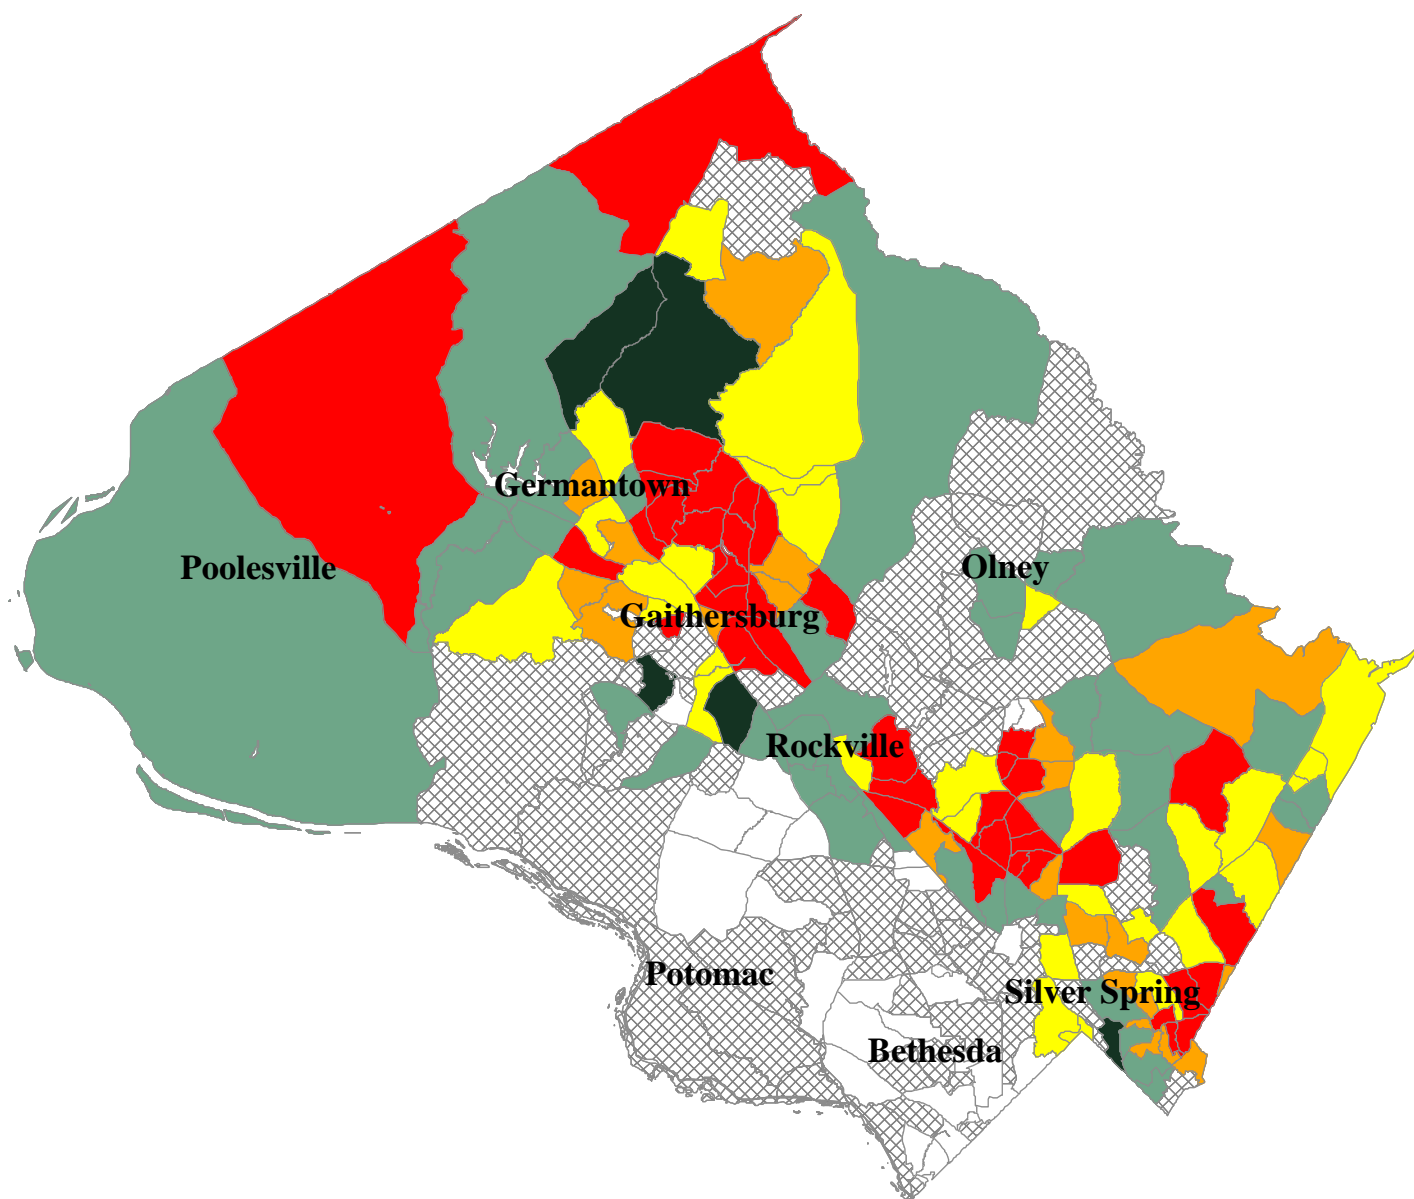 Germantown
Poolesville
Olney
Gaithersburg
Rockville
Potomac
Silver Spring
Bethesda